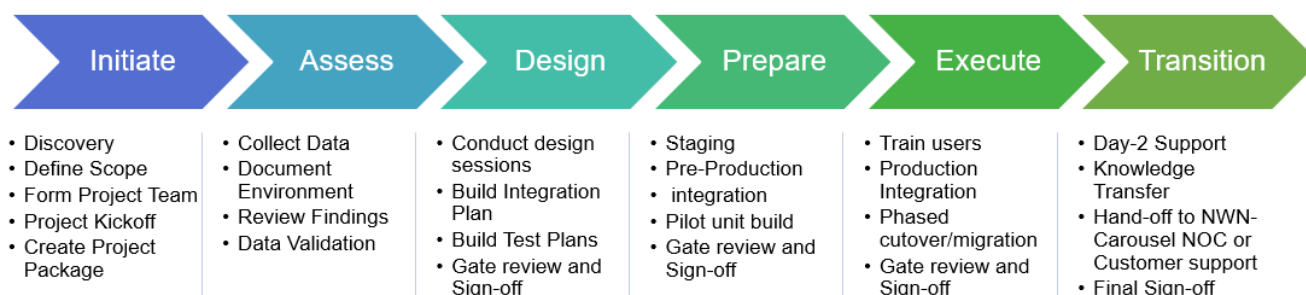 Initiate
Assess
Design
Prepare
Execute
Transition
• Discovery
• Define Scope
• Form Project Team
• Project Kickoff
• Create Project
Package
• Collect Data
• Document
Environment
• Review Findings
• Data Validation
• Conduct design
sessions
• Build Integration
Plan
• Build Test Plans
• Gate review and
Sign-off
• Staging
• Pre-Production
• integration
• Pilot unit build
• Gate review and
Sign-off
• Train users
• Production
Integration
• Phased
cutover/migration
• Gate review and
Sign-off
• Day-2 Support
• Knowledge
Transfer
• Hand-off to NWN-
Carousel NOC or
Customer support
• Final Sign-off